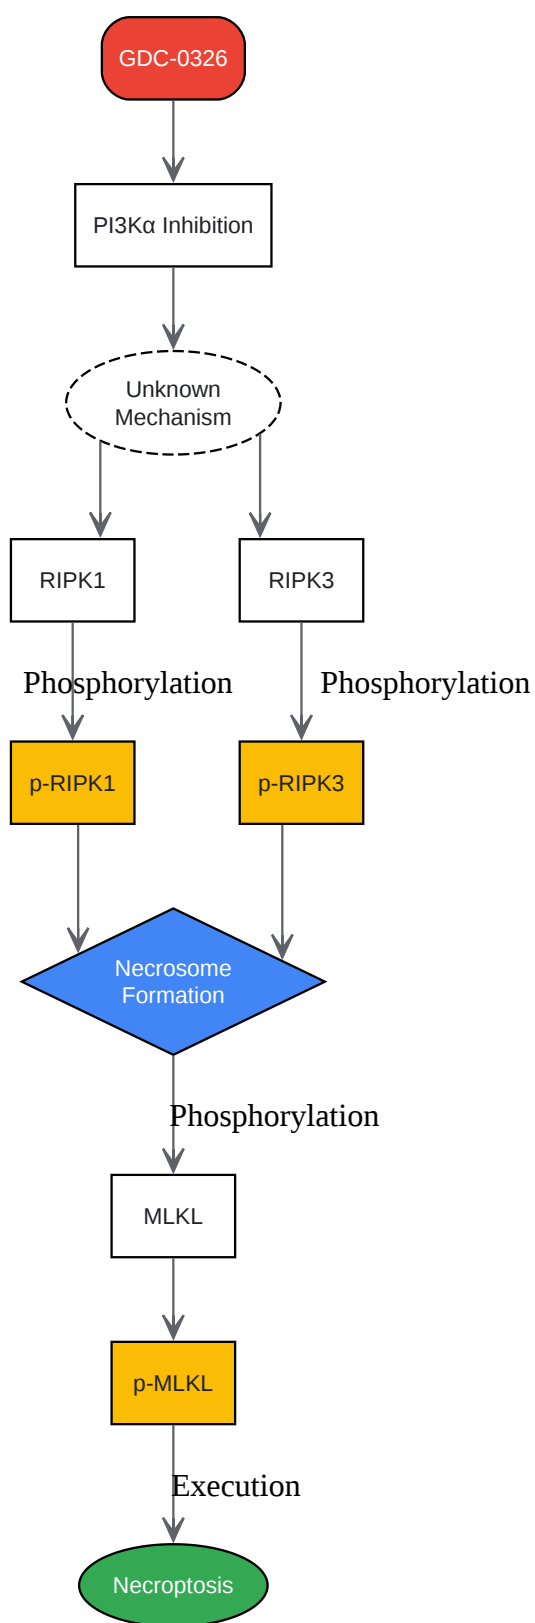 GDC-0326
PI3Kα Inhibition
Unknown
Mechanism
RIPK1
RIPK3
Phosphorylation
Phosphorylation
p-RIPK1
p-RIPK3
Necrosome
Formation
Phosphorylation
MLKL
p-MLKL
Execution
Necroptosis